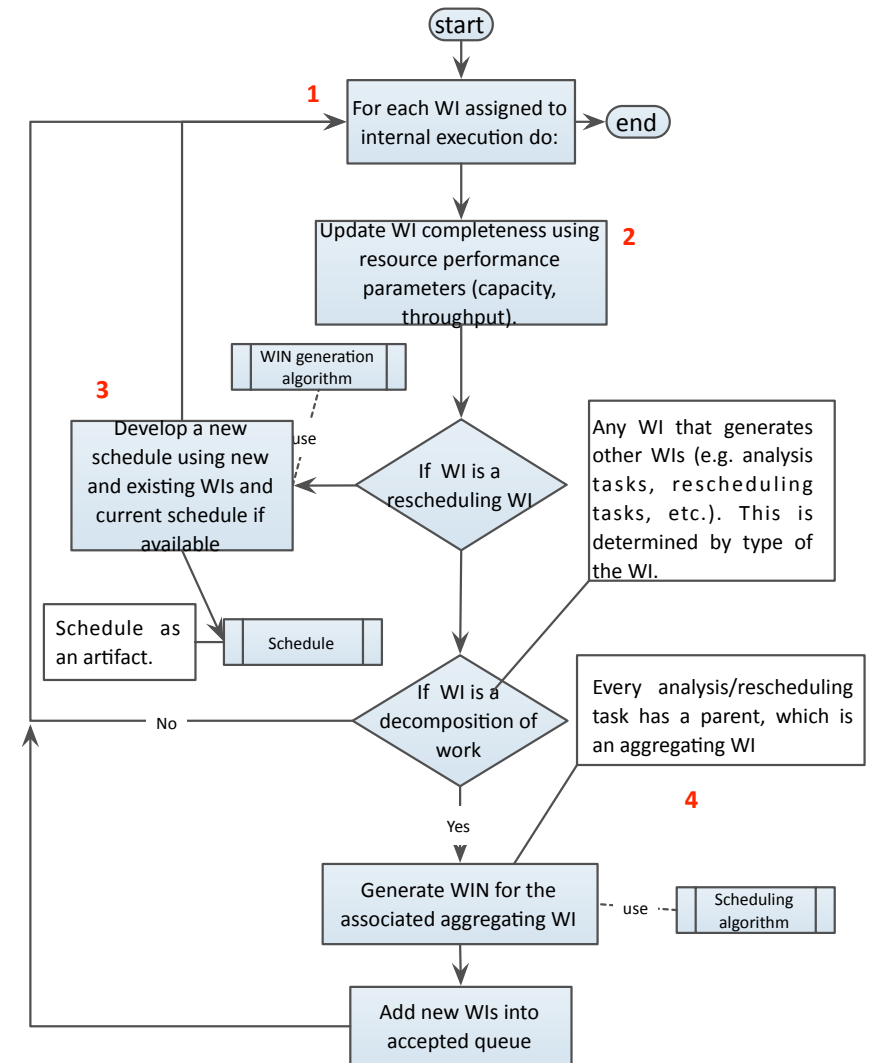 start
1
For each WI assigned to
internal execution do:
end
Update WI completeness using
resource performance
parameters (capacity,
throughput).
2
WIN generation
algorithm
3
Develop a new
schedule using new
and existing WIs and
current schedule if
available
use
If WI is a
rescheduling WI
Any WI that generates
other WIs (e.g. analysis
tasks, rescheduling
tasks, etc.). This is
determined by type of
the WI.
Schedule as
an artifact.
Schedule
If WI is a
decomposition of
work
No
Every analysis/rescheduling
task has a parent, which is
an aggregating WI
4
Yes
Generate WIN for the
associated aggregating WI
use
Scheduling
algorithm
Add new WIs into
accepted queue